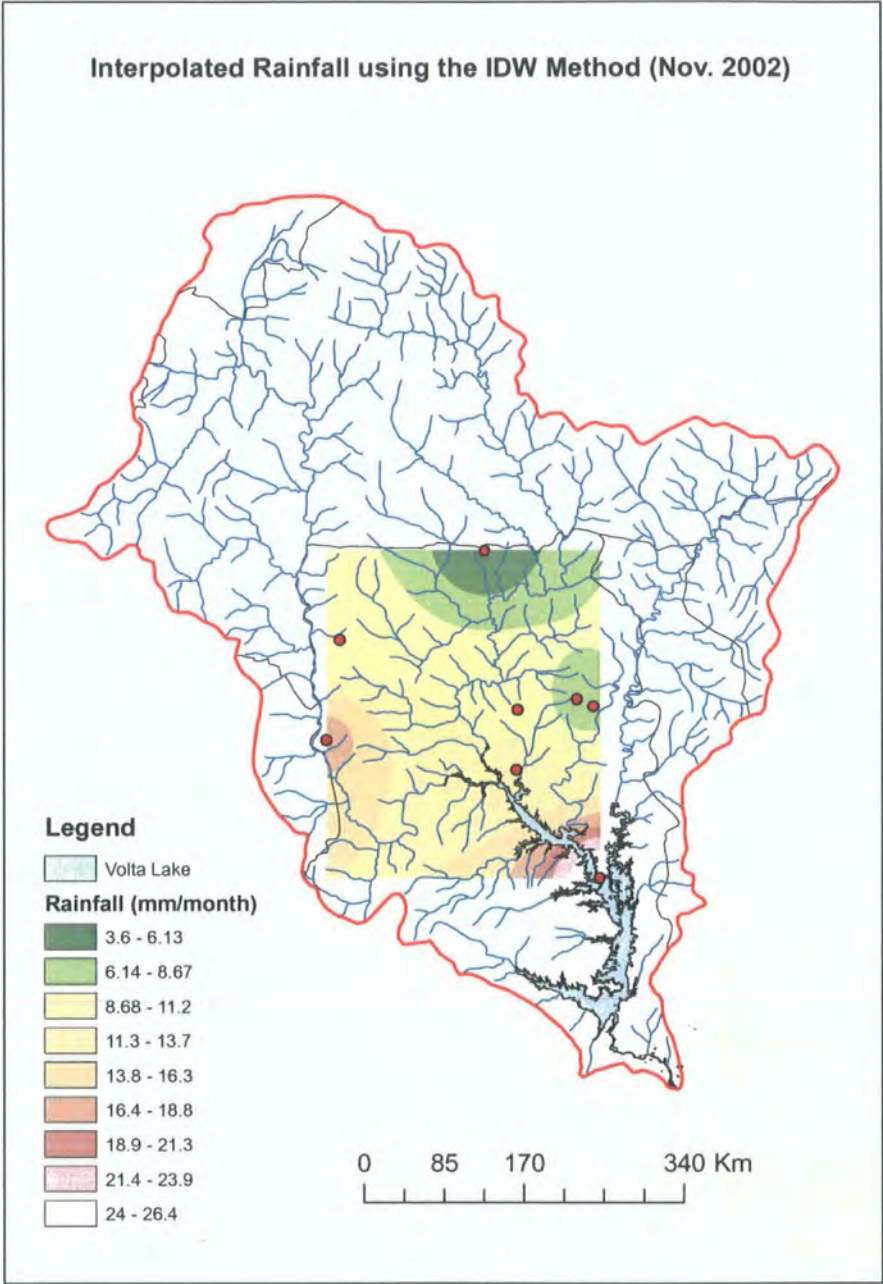 Interpolated Rainfall using the IDW Method (Nov. 2002)
Legend
Volta Lake
Rainfall (mm/month)
3.6 - 6.13
6.14 - 8.67
8.68 - 11.2
11.3 - 13.7
13.8 - 16.3
16.4 - 18.8
18.9 - 21.3
21.4 - 23.9
24 - 26.4
0 85 170 340 Km